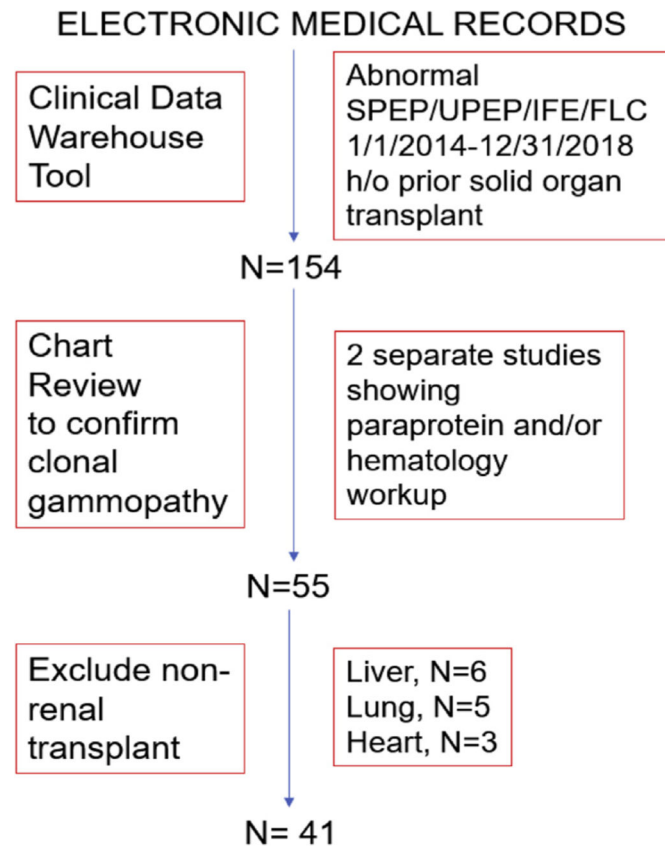 ELECTRONIC MEDICAL RECORDS
Clinical Data
Warehouse
Tool
Abnormal
SPEP/UPEP/IFE/FLC
1/1/2014-12/31/2018
h/o prior solid organ
transplant
N=154
Chart
Review
to confirm
clonal
gammopathy
2 separate studies
showing
paraprotein and/or
hematology
workup
N=55
Exclude non-
renal
transplant
Liver, N=6
Lung, N=5
Heart, N=3
N= 41